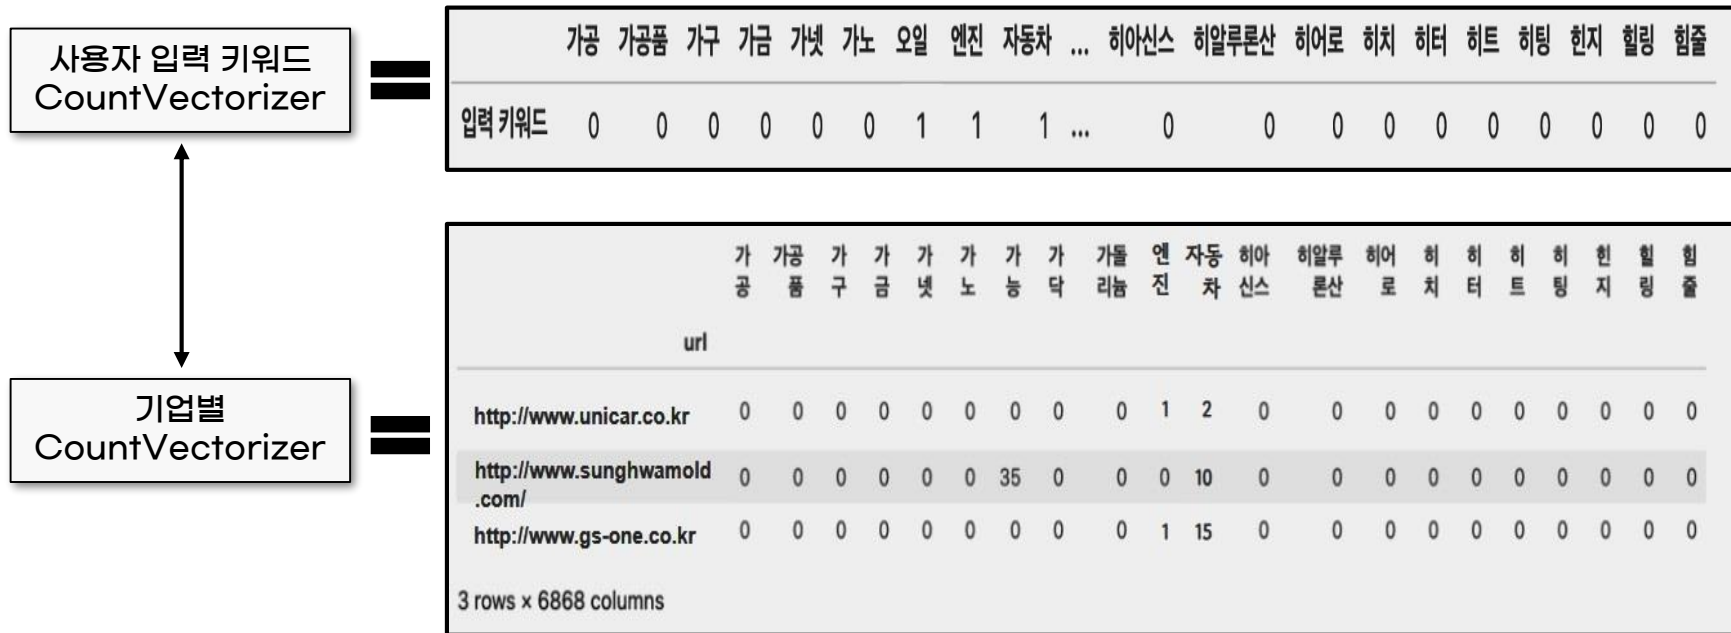 사용자 입력 키워드
CountVectorizer
가공 가공품 가구 가금 가넷 가노 오일 엔진 자동차 ... 히아신스 히알루론산 히어로 히치 히터 히트 히팅 힌지 힐링 힘줄
입력 키워드 0 0 0 0 0 0 1 1 1 ... 0 0 0 0 0 0 0 0 0 0
기업별
CountVectorizer
가 가공 가 가 가 가 가 가 가돌 엔 자동 히아 히알루 히어 히 히 히 히 힌 힐 힘
공 품 구 금 넷 노 능 닥 리늄 진 차 신스 론산 로 치 터 트 팅 지 링 줄
url
http://www.unicar.co.kr 0 0 0 0 0 0 0 0 0 1 2 0 0 0 0 0 0 0 0 0 0
http://www.sunghwamold 0 0 0 0 0 0 35 0 0 0 10 0 0 0 0 0 0 0 0 0 0
.com/
http://www.gs-one.co.kr 0 0 0 0 0 0 0 0 0 1 15 0 0 0 0 0 0 0 0 0 0
3 rows × 6868 columns